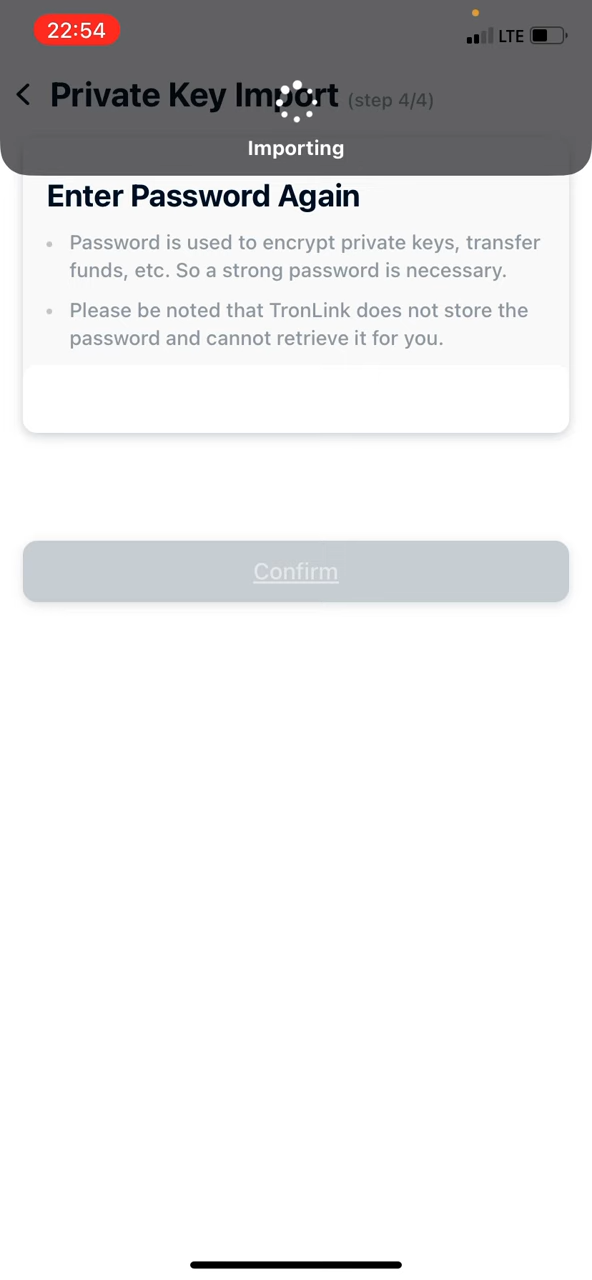 22:54
LTE
Private Key Import (step 4/4)
Importing
Enter Password Again
Password is used to encrypt private keys, transfer
funds, etc. So a strong password is necessary.
Please be noted that TronLink does not store the
password and cannot retrieve it for you.
Confirm